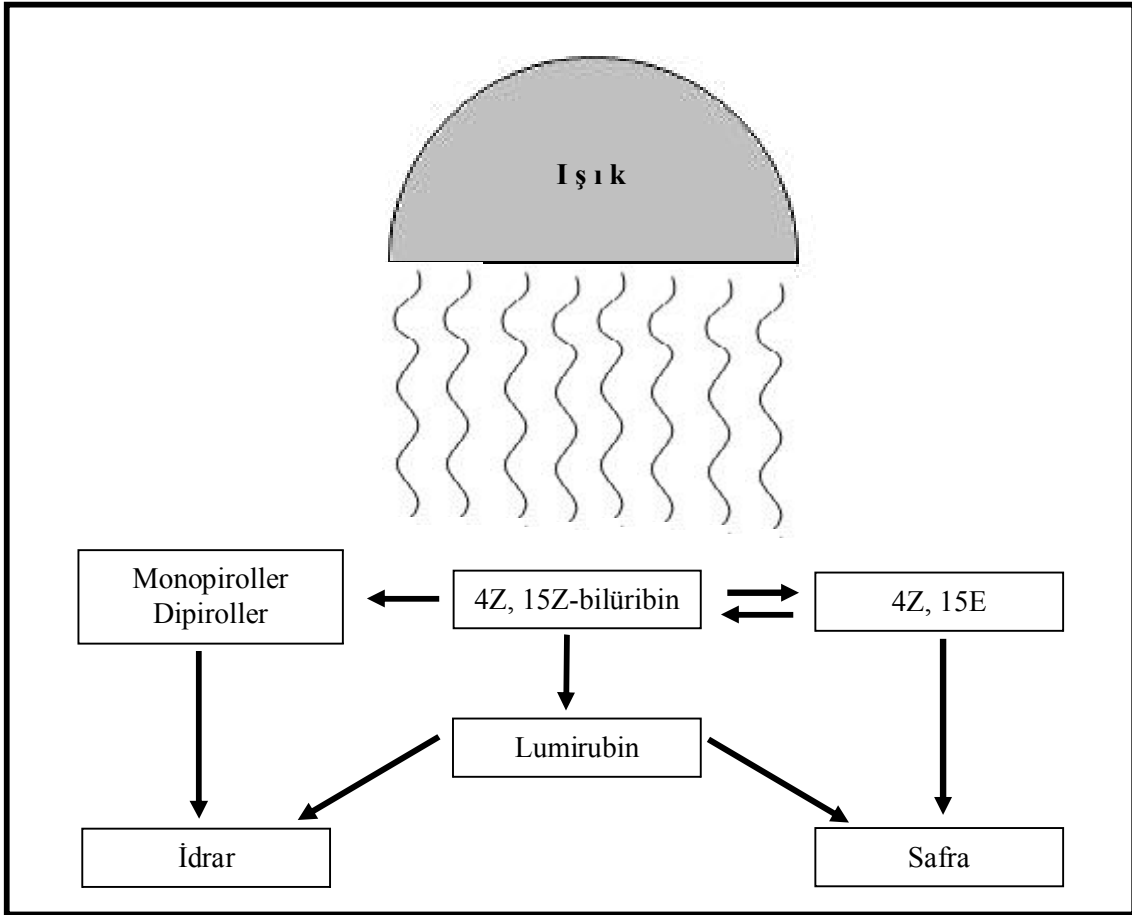 I ş ı k
Monopiroller
Dipiroller
4Z, 15Z-bilüribin
4Z, 15E
Lumirubin
İdrar
Safra